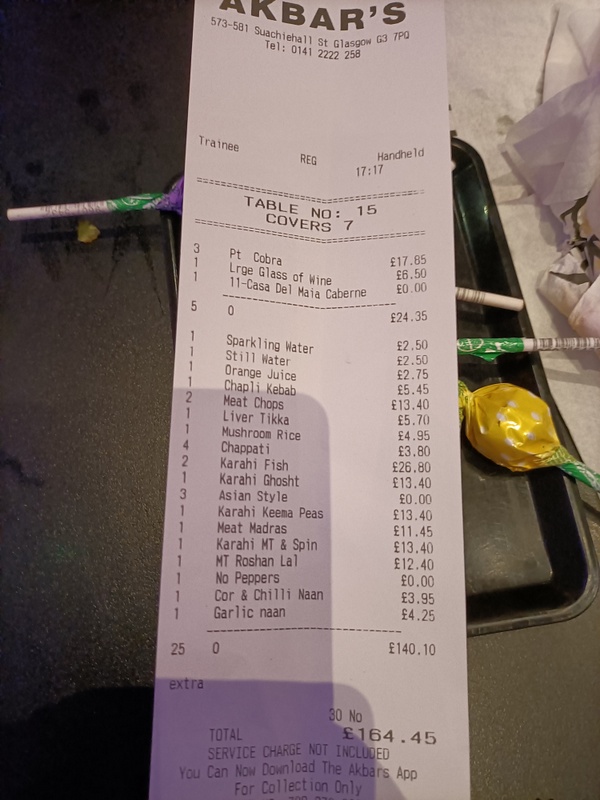 AKBAR'S
573-581 Suachiehall St Glasgow G3 7PQ
Tel: 0141 2222 258
Trainee REG Handheld
17:17
TABLE NO: 15
COVERS 7
3 Pt Cobra £17.85
1 Lrge Glass of Wine £6.50
1 11-Casa Del Maia Caberne £0.00
5 0 £24.35
1 Sparkling Water £2.50
1 Still Water £2.50
1 Orange Juice £2.75
1 Chapli Kebab £5.45
2 Meat Chops £13.40
1 Liver Tikka £5.70
1 Mushroom Rice £4.95
4 Chappati £3.80
2 Karahi Fish £26.80
1 Karahi Ghosht £13.40
3 Asian Style £0.00
1 Karahi Keema Peas £13.40
1 Meat Madras £11.45
1 Karahi MT & Spin £13.40
1 MT Roshan Lal £12.40
1 No Peppers £0.00
1 Cor & Chilli Naan £3.95
1 Garlic naan £4.25
25 0 £140.10
extra
30 No
TOTAL £164.45
SERVICE CHARGE NOT INCLUDED
You Can Now Download The Akbars App
For Collection Only